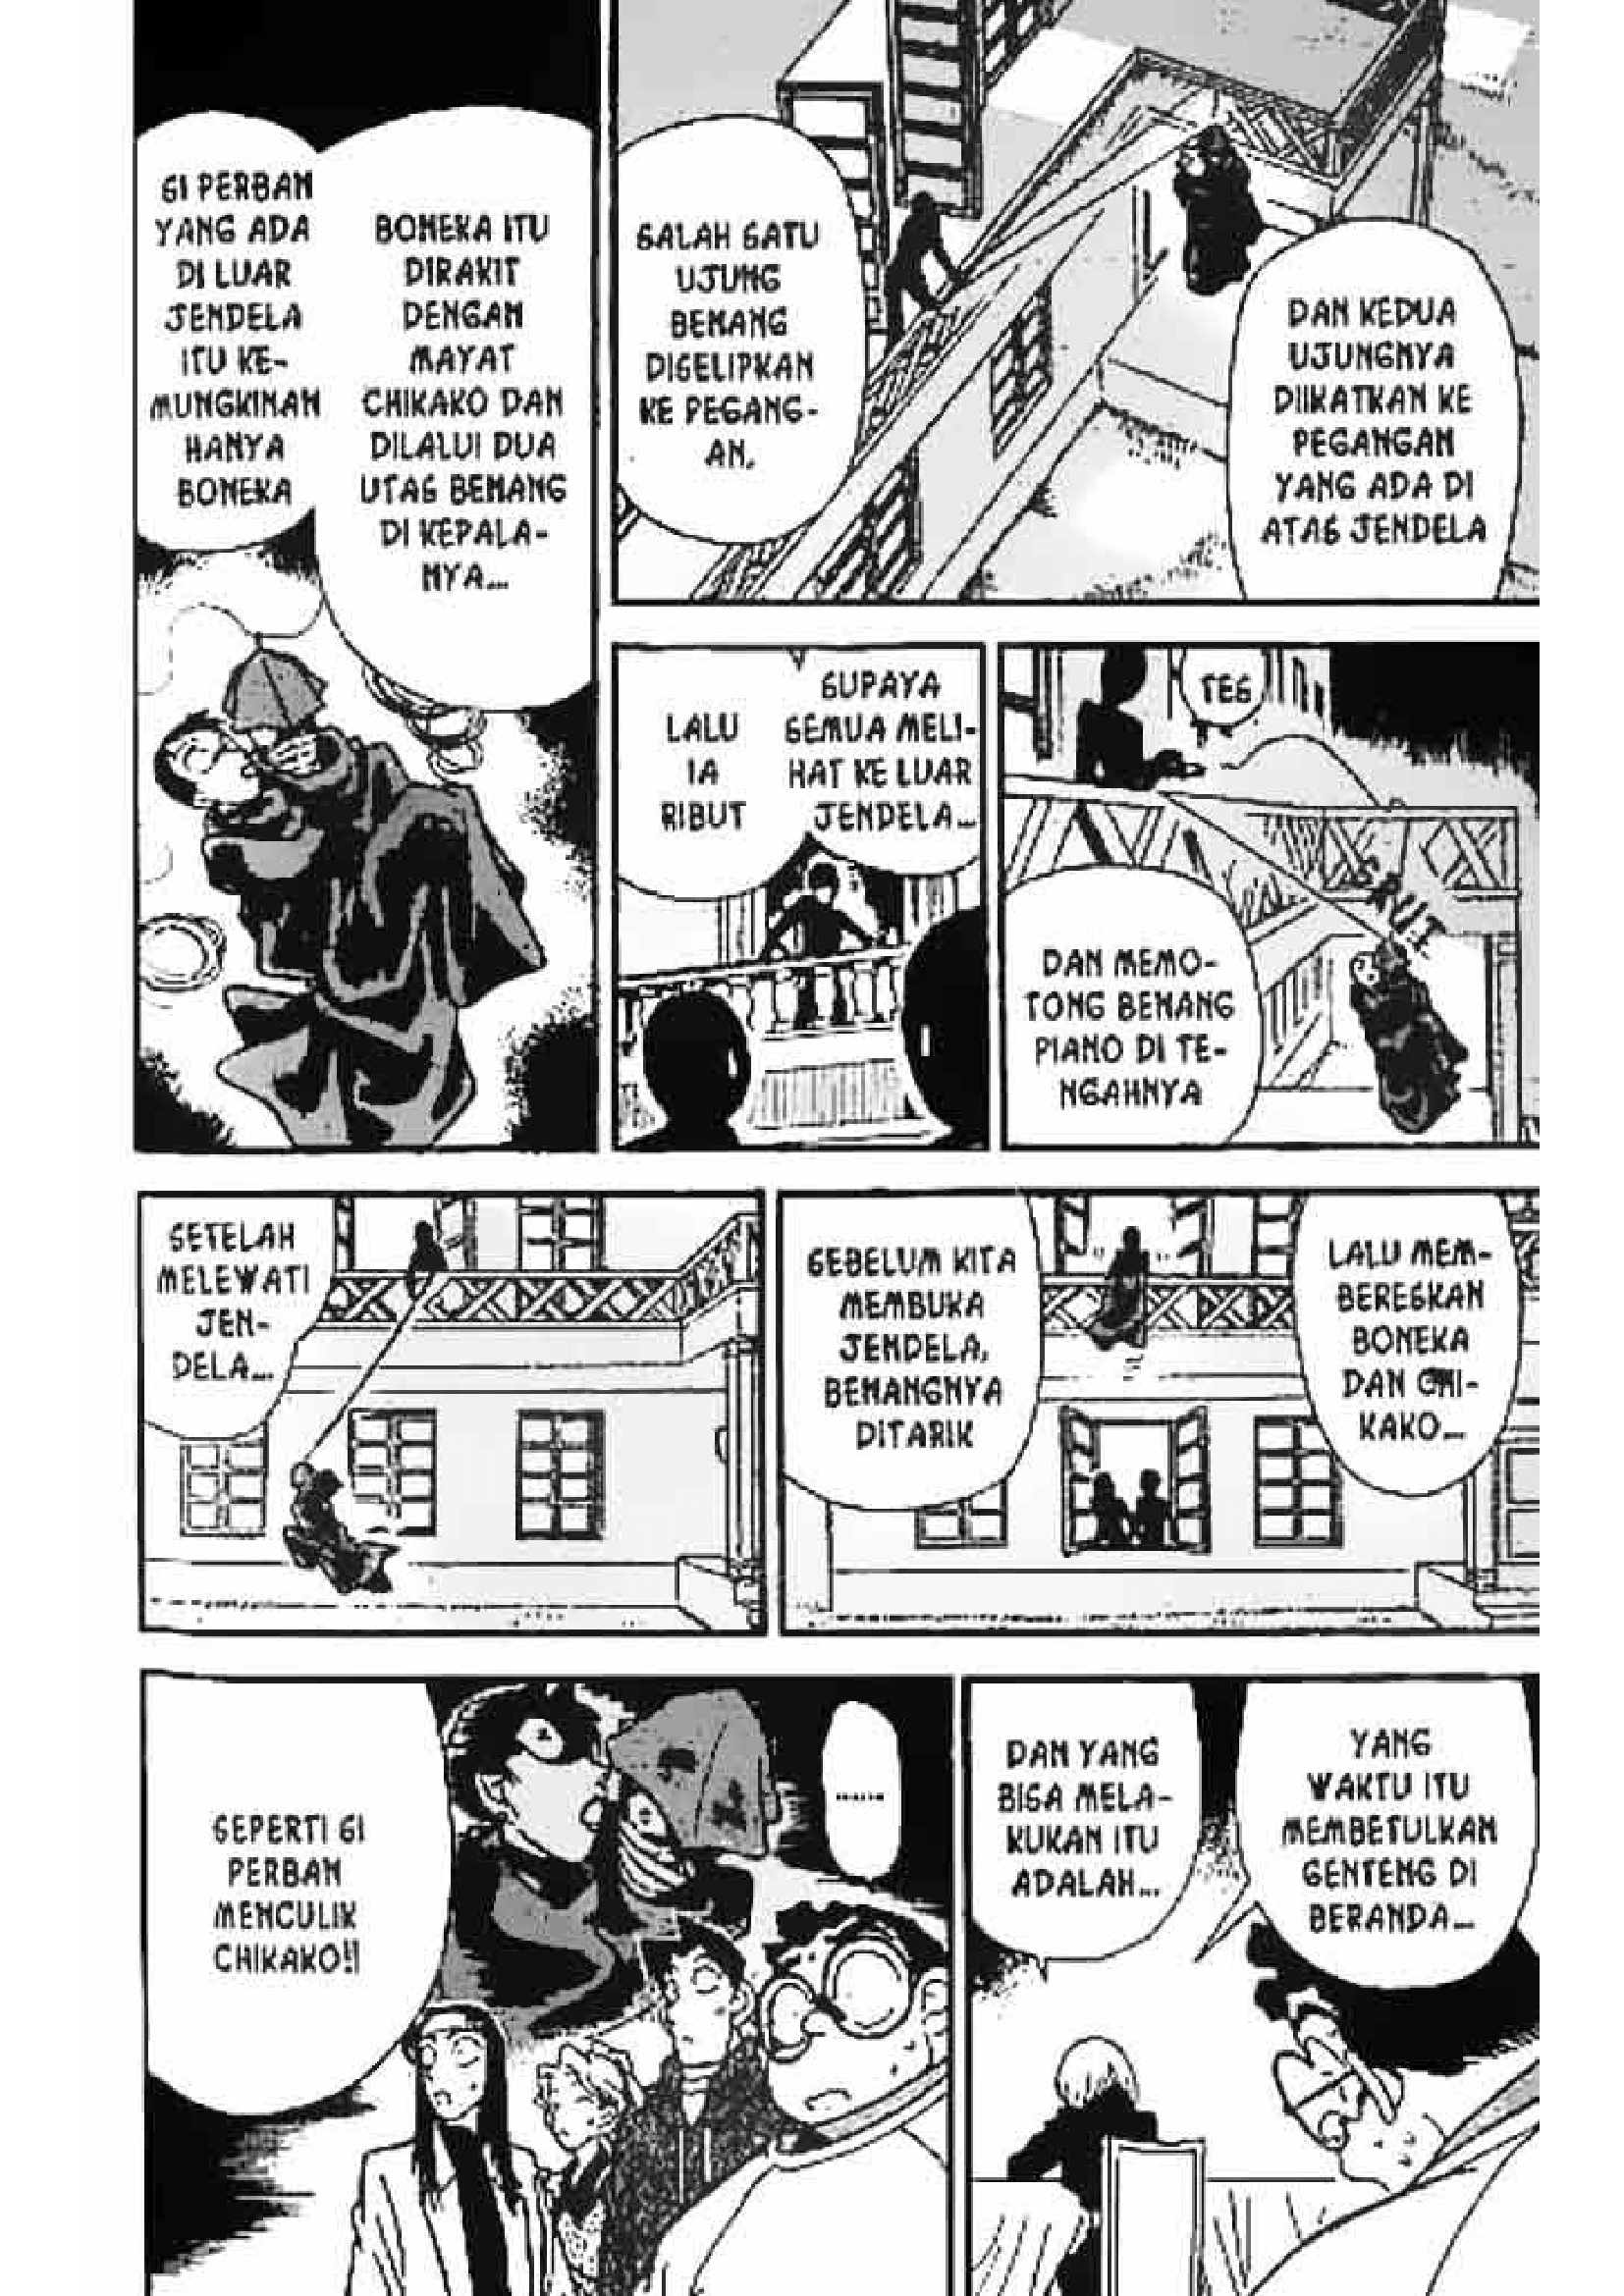 SI PERBAN
YANG ADA
DI LUAR
JENDELA
ITU KE-
MUNGKINAN
HANYA
BONEKA
BONEKA ITU
DIRAKIT
DENGAN
MAYAT
CHIKAKO DAN
DILALUI DUA
UTAS BENANG
DI KEPALA-
NYA...
SALAH SATU
UJUNG
BENANG
DISELIPKAN
KE PEGANG-
AN,
DAN KEDUA
UJUNGNYA
DIIKATKAN KE
PEGANGAN
YANG ADA DI
ATAS JENDELA
LALU
IA
RIBUT
SUPAYA
SEMUA MELI-
HAT KE LUAR
JENDELA...
TES
DAN MEMO-
TONG BENANG
PIANO DI TE-
NGAHNYA
SETELAH
MELEWATI
JEN-
DELA...
SEBELUM KITA
MEMBUKA
JENDELA,
BENANGNYA
DITARIK
LALU MEM-
BERESKAN
BONEKA
DAN CHI-
KAKO...
SEPERTI SI
PERBAN
MENCULIK
CHIKAKO!!
......
DAN YANG
BISA MELA-
KUKAN ITU
ADALAH...
YANG
WAKTU ITU
MEMBETULKAN
GENTENG DI
BERANDA...